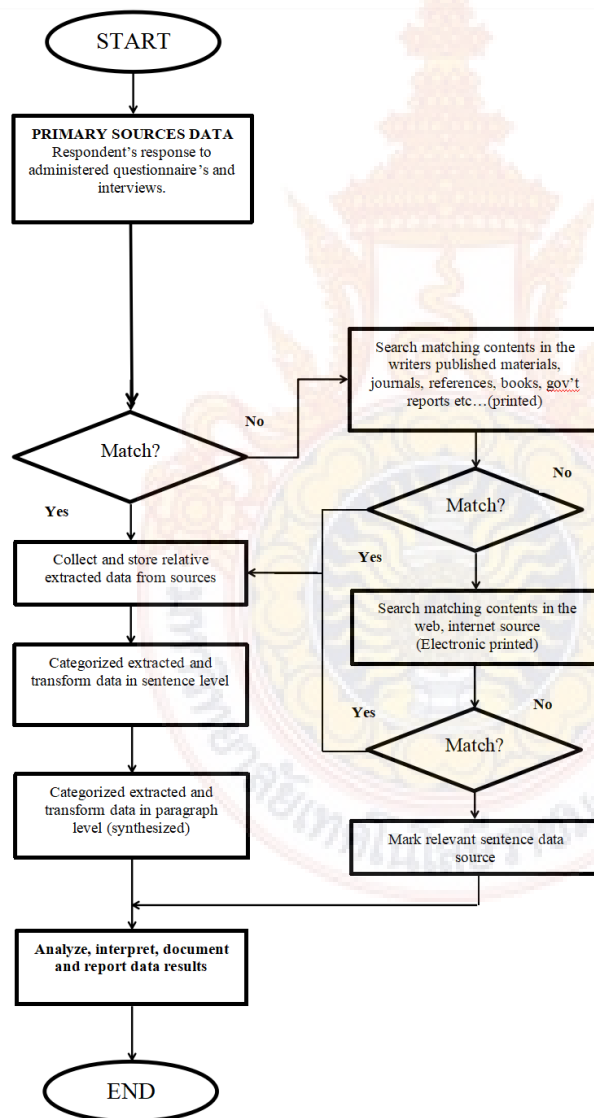 START
PRIMARY SOURCES DATA
Respondent's response to
administered questionnaire's and
interviews.
Search matching contents in the
writers published materials,
journals, references, books, gov't
reports etc…(printed)
No
Match?
No
Match?
Yes
Yes
Collect and store relative
extracted data from sources
Search matching contents in the
web, internet source
(Electronic printed)
Categorized extracted and
transform data in sentence level
Yes
No
Match?
Categorized extracted and
transform data in paragraph
level (synthesized)
Mark relevant sentence data
source
Analyze, interpret, document
and report data results
END